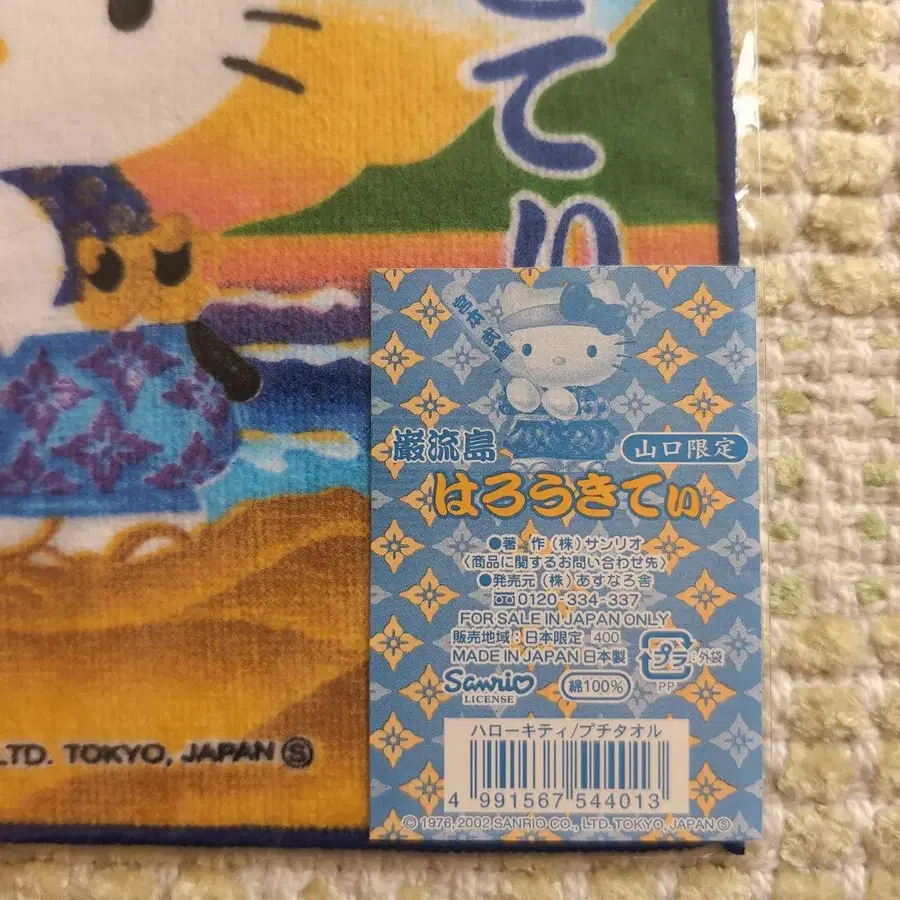 てぃ
巌流島
山口限定
はろうきてぃ
●著 作(株)サンリオ
〈商品に関するお問い合わせ先〉
●発売元(株)あすなろ舎
0120-334-337
FOR SALE IN JAPAN ONLY
販売地域:日本限定 400
MADE IN JAPAN 日本製
プラ :外袋
PP
Sanrio
LICENSE
綿100%
ハローキティ/プチタオル
4 991567 544013
© 1976,2002 SANRIO CO., LTD. TOKYO, JAPAN Ⓢ
LTD. TOKYO, JAPAN Ⓢ